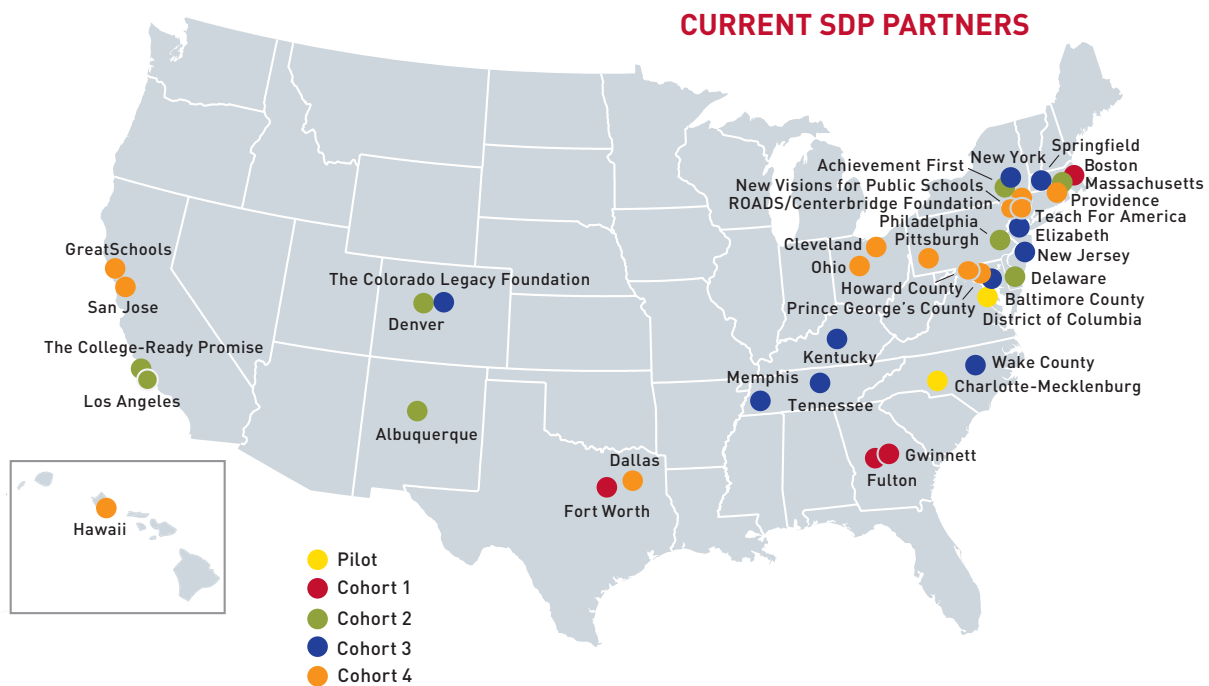 CURRENT SDP PARTNERS
Springfield
New York
Boston
Achievement First
Massachusetts
New Visions for Public Schools
Providence
ROADS/Centerbridge Foundation
Teach For America
Philadelphia
Elizabeth
Pittsburgh
Cleveland
New Jersey
Ohio
Delaware
Howard County
Baltimore County
Prince George's County
District of Columbia
GreatSchools
San Jose
The Colorado Legacy Foundation
Denver
The College-Ready Promise
Los Angeles
Kentucky
Wake County
Memphis
Charlotte-Mecklenburg
Tennessee
Albuquerque
Gwinnett
Fulton
Dallas
Fort Worth
Hawaii
Pilot
Cohort 1
Cohort 2
Cohort 3
Cohort 4